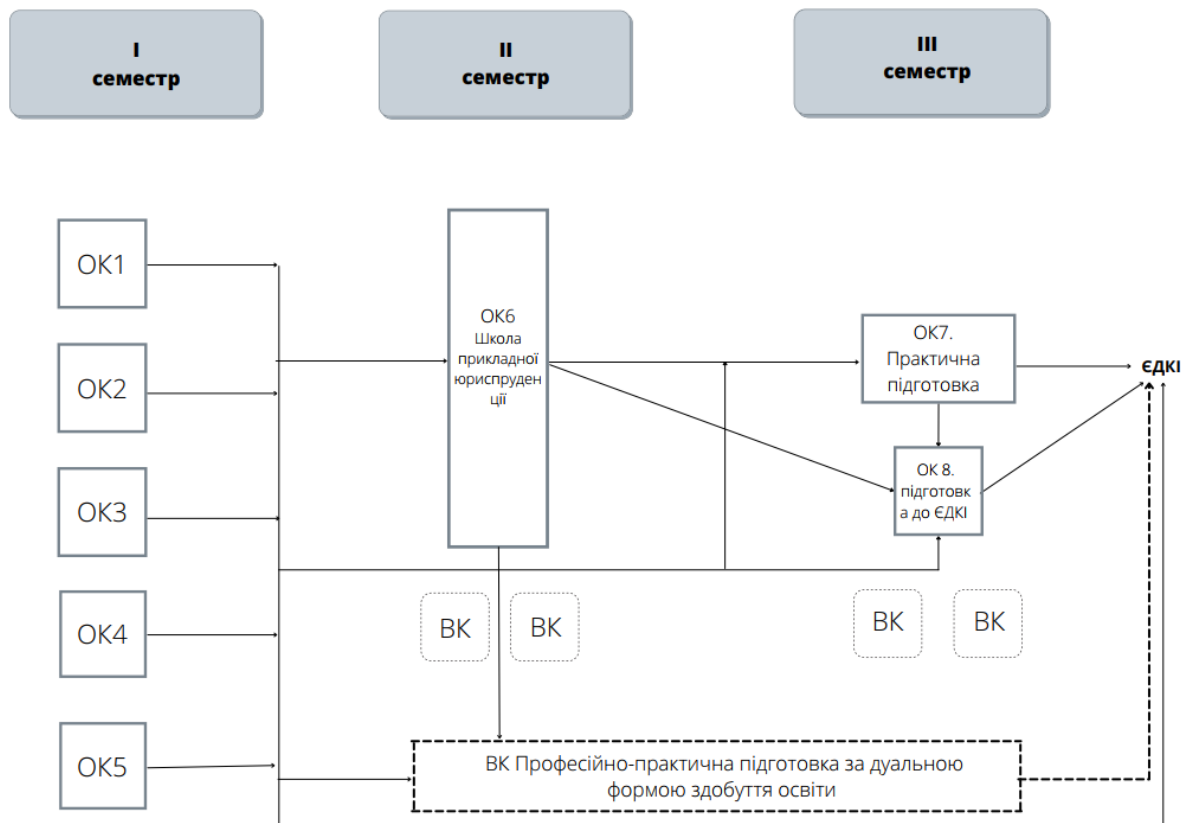 I
семестр
II
семестр
III
семестр
ОК1
ОК2
ОК3
ОК4
ОК5
ОК6
Школа
прикладної
юриспруден
ції
ОК7.
Практична
підготовка
ЄДКІ
ОК 8.
підготовк
а до ЄДКІ
ВК
ВК
ВК
ВК
ВК Професійно-практична підготовка за дуальною
формою здобуття освіти